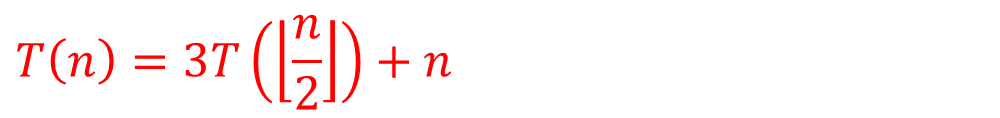 T(n) = 3T(⌊n/2⌋) + n